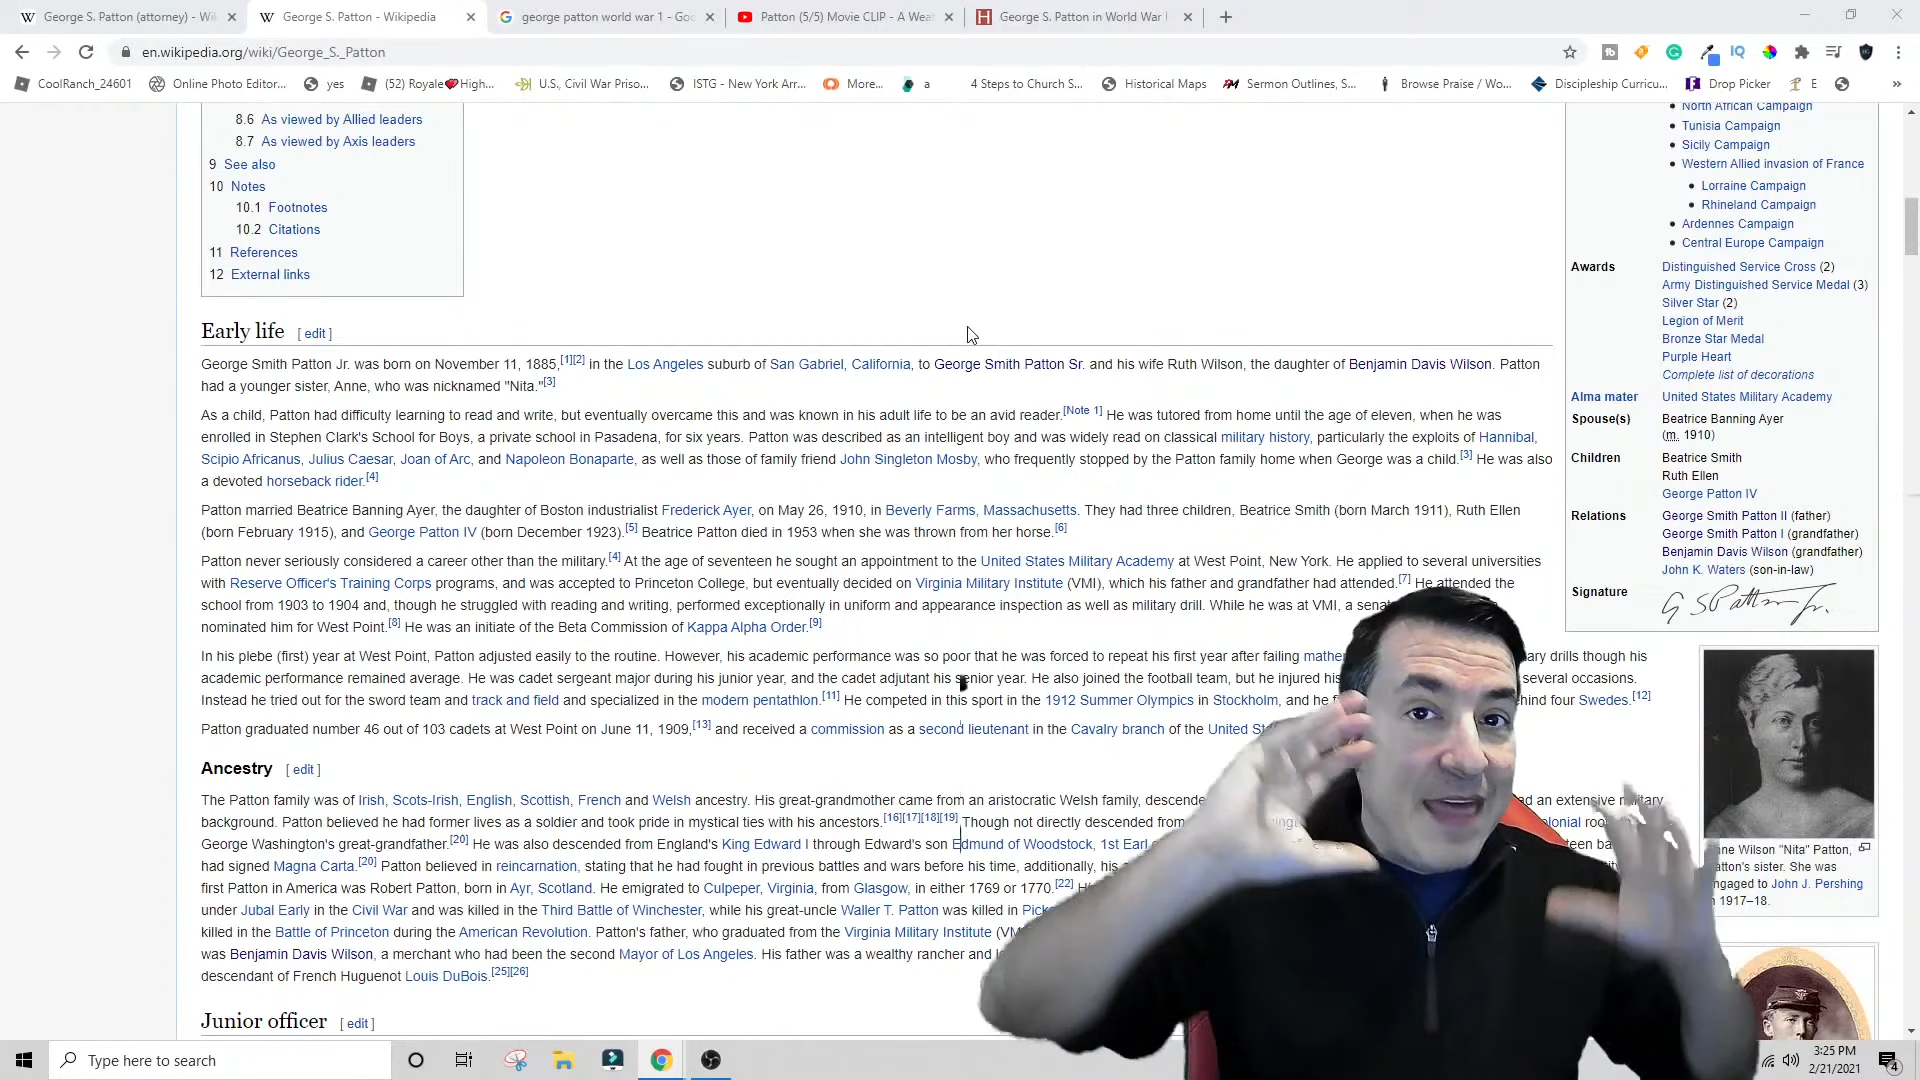 George S. Patton (attorney) - Wi
George S. Patton - Wikipedia
george patton world war 1 - Goo
Patton (5/5) Movie CLIP - A Wea
George S. Patton in World War I
en.wikipedia.org/wiki/George_S._Patton
CoolRanch_24601
Online Photo Editor...
yes
(52) Royale❤High...
U.S., Civil War Priso...
ISTG - New York Arr...
More...
a
4 Steps to Church S...
Historical Maps
Sermon Outlines, S...
Browse Praise / Wo...
Discipleship Curricu...
Drop Picker
E
8.6 As viewed by Allied leaders
8.7 As viewed by Axis leaders
9 See also
10 Notes
10.1 Footnotes
10.2 Citations
11 References
12 External links
Early life [ edit ]
George Smith Patton Jr. was born on November 11, 1885,[1][2] in the Los Angeles suburb of San Gabriel, California, to George Smith Patton Sr. and his wife Ruth Wilson, the daughter of Benjamin Davis Wilson. Patton
had a younger sister, Anne, who was nicknamed "Nita."[3]
As a child, Patton had difficulty learning to read and write, but eventually overcame this and was known in his adult life to be an avid reader.[Note 1] He was tutored from home until the age of eleven, when he was
enrolled in Stephen Clark's School for Boys, a private school in Pasadena, for six years. Patton was described as an intelligent boy and was widely read on classical military history, particularly the exploits of Hannibal,
Scipio Africanus, Julius Caesar, Joan of Arc, and Napoleon Bonaparte, as well as those of family friend John Singleton Mosby, who frequently stopped by the Patton family home when George was a child.[3] He was also
a devoted horseback rider.[4]
Patton married Beatrice Banning Ayer, the daughter of Boston industrialist Frederick Ayer, on May 26, 1910, in Beverly Farms, Massachusetts. They had three children, Beatrice Smith (born March 1911), Ruth Ellen
(born February 1915), and George Patton IV (born December 1923).[5] Beatrice Patton died in 1953 when she was thrown from her horse.[6]
Patton never seriously considered a career other than the military.[4] At the age of seventeen he sought an appointment to the United States Military Academy at West Point, New York. He applied to several universities
with Reserve Officer's Training Corps programs, and was accepted to Princeton College, but eventually decided on Virginia Military Institute (VMI), which his father and grandfather had attended.[7] He attended the
school from 1903 to 1904 and, though he struggled with reading and writing, performed exceptionally in uniform and appearance inspection as well as military drill. While he was at VMI, a sena
nominated him for West Point.[8] He was an initiate of the Beta Commission of Kappa Alpha Order.[9]
In his plebe (first) year at West Point, Patton adjusted easily to the routine. However, his academic performance was so poor that he was forced to repeat his first year after failing mathe ary drills though his
academic performance remained average. He was cadet sergeant major during his junior year, and the cadet adjutant his senior year. He also joined the football team, but he injured his several occasions.
Instead he tried out for the sword team and track and field and specialized in the modern pentathlon.[11] He competed in this sport in the 1912 Summer Olympics in Stockholm, and he f hind four Swedes.[12]
Patton graduated number 46 out of 103 cadets at West Point on June 11, 1909,[13] and received a commission as a second lieutenant in the Cavalry branch of the United St
Ancestry [ edit ]
The Patton family was of Irish, Scots-Irish, English, Scottish, French and Welsh ancestry. His great-grandmother came from an aristocratic Welsh family, descende ad an extensive military
background. Patton believed he had former lives as a soldier and took pride in mystical ties with his ancestors.[16][17][18][19] Though not directly descended from olonial roo
George Washington's great-grandfather.[20] He was also descended from England's King Edward I through Edward's son Edmund of Woodstock, 1st Earl teen ba
had signed Magna Carta.[20] Patton believed in reincarnation, stating that he had fought in previous battles and wars before his time, additionally, his
first Patton in America was Robert Patton, born in Ayr, Scotland. He emigrated to Culpeper, Virginia, from Glasgow, in either 1769 or 1770.[22] H
under Jubal Early in the Civil War and was killed in the Third Battle of Winchester, while his great-uncle Waller T. Patton was killed in Picke
killed in the Battle of Princeton during the American Revolution. Patton's father, who graduated from the Virginia Military Institute (VM
was Benjamin Davis Wilson, a merchant who had been the second Mayor of Los Angeles. His father was a wealthy rancher and
descendant of French Huguenot Louis DuBois.[25][26]
Junior officer [ edit ]
North African Campaign
Tunisia Campaign
Sicily Campaign
Western Allied invasion of France
Lorraine Campaign
Rhineland Campaign
Ardennes Campaign
Central Europe Campaign
Awards Distinguished Service Cross (2)
Army Distinguished Service Medal (3)
Silver Star (2)
Legion of Merit
Bronze Star Medal
Purple Heart
Complete list of decorations
Alma mater United States Military Academy
Spouse(s) Beatrice Banning Ayer
(m. 1910)
Children Beatrice Smith
Ruth Ellen
George Patton IV
Relations George Smith Patton II (father)
George Smith Patton I (grandfather)
Benjamin Davis Wilson (grandfather)
John K. Waters (son-in-law)
Signature G S Patton Jr.
nne Wilson "Nita" Patton,
atton's sister. She was
ngaged to John J. Pershing
n 1917–18.
Type here to search
3:25 PM
2/21/2021
4